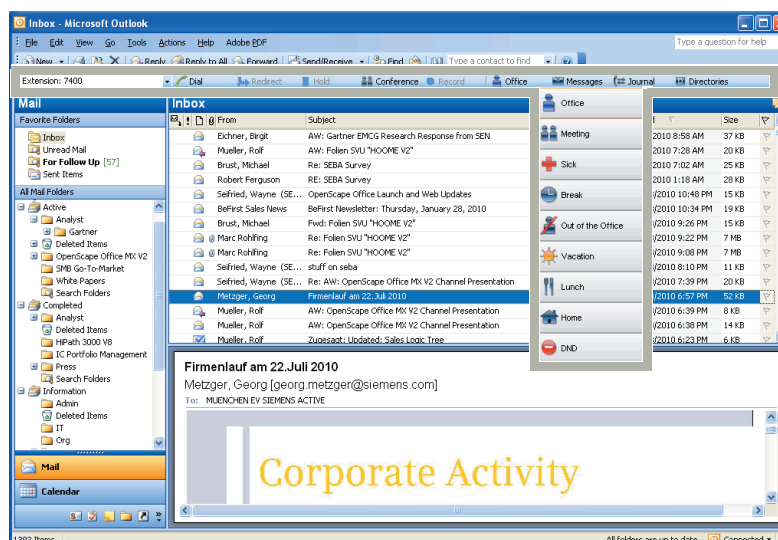 Inbox - Microsoft Outlook
File Edit View Go Tools Actions Help Adobe PDF Type a question for help
New Reply Reply to All Forward Send/Receive Find Type a contact to find
Extension: 7400 Dial Redirect Hold Conference Record Office Messages Journal Directories
Mail Inbox
Favorite Folders From Subject Size
Inbox
Unread Mail
For Follow Up [57]
Sent Items
All Mail Folders
Active
Analyst
Gartner
Deleted Items
OpenScape Office MX V2
SMB Go-To-Market
White Papers
Search Folders
Completed
Analyst
Deleted Items
HiPath 3000 V8
IC Portfolio Management
Press
Search Folders
Information
Admin
Deleted Items
IT
Org
Mail
Calendar
Eichner, Birgit AW: Gartner EMCG Research Response from SEN 2010 8:58 AM 37 KB
Mueller, Rolf AW: Folien SVU "HOOME V2" 2010 7:28 AM 20 KB
Brust, Michael Re: SEBA Survey 2010 7:02 AM 25 KB
Robert Ferguson RE: SEBA Survey 2010 1:18 AM 28 KB
Seifried, Wayne (SE... OpenScape Office Launch and Web Updates /2010 10:48 PM 15 KB
BeFirst Sales News BeFirst Newsletter: Thursday, January 28, 2010 /2010 10:34 PM 19 KB
Brust, Michael Fwd: Folien SVU "HOOME V2" /2010 9:26 PM 15 KB
Marc Rohlfing Re: Folien SVU "HOOME V2" /2010 9:22 PM 7 MB
Marc Rohlfing Re: Folien SVU "HOOME V2" /2010 9:08 PM 7 MB
Seifried, Wayne (SE... stuff on seba /2010 8:10 PM 11 KB
Seifried, Wayne (SE... Re: AW: OpenScape Office MX V2 Channel Presentation /2010 7:39 PM 20 KB
Metzger, Georg Firmenlauf am 22.Juli 2010 /2010 6:57 PM 52 KB
Mueller, Rolf AW: OpenScape Office MX V2 Channel Presentation /2010 6:39 PM 8 KB
Mueller, Rolf AW: OpenScape Office MX V2 Channel Presentation /2010 6:38 PM 14 KB
Mueller, Rolf Zugesagt: Updated: Sales Logic Tree /2010 6:23 PM 6 KB
Office
Meeting
Sick
Break
Out of the Office
Vacation
Lunch
Home
DND
Firmenlauf am 22.Juli 2010
Metzger, Georg [georg.metzger@siemens.com]
To: MUENCHEN EV SIEMENS ACTIVE
Corporate Activity
1392 Items All folders are up to date. Connected